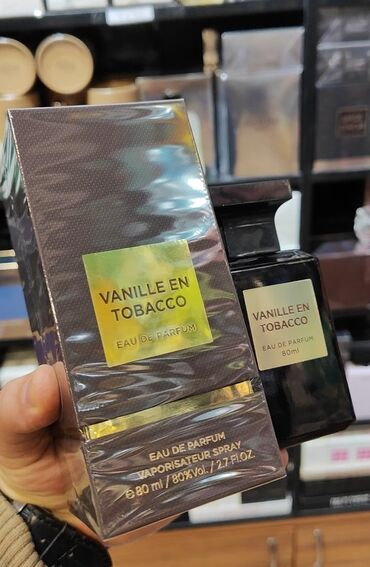 VANILLE EN
TOBACCO
EAU DE PARFUM
EAU DE PARFUM
VAPORISATEUR SPRAY
80 ml / 80% Vol. / 2.7 FL.OZ.
VANILLE EN
TOBACCO
EAU DE PARFUM
80ml